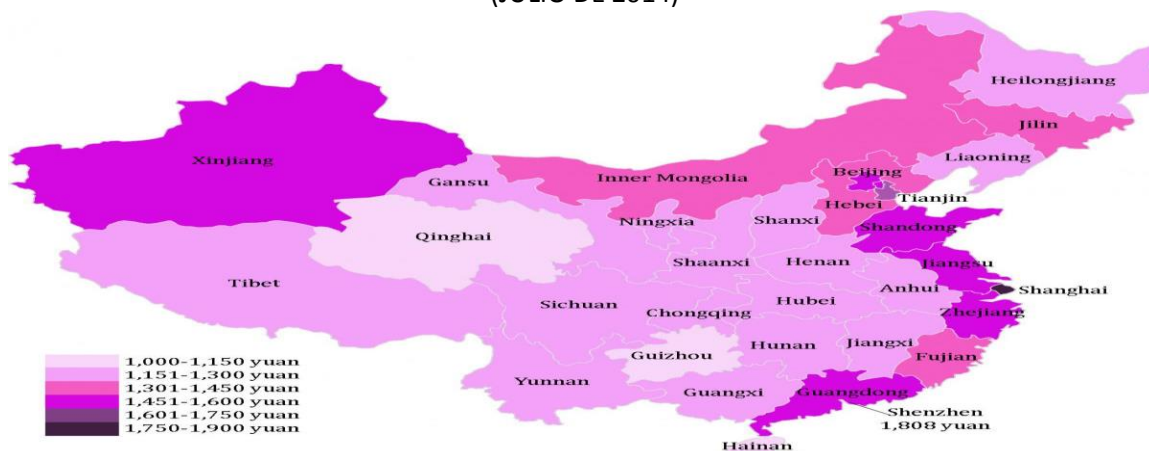 (JULIO DE 2014)
Heilongjiang
Jilin
Liaoning
Xinjiang
Gansu
Inner Mongolia
Beijing
Tianjin
Hebei
Ningxia
Shanxi
Shandong
Qinghai
Shaanxi
Henan
Jiangsu
Tibet
Anhui
Shanghai
Sichuan
Chongqing
Hubei
Zhejiang
Guizhou
Hunan
Jiangxi
Fujian
Yunnan
Guangxi
Guangdong
Shenzhen
1,808 yuan
Hainan
1,000-1,150 yuan
1,151-1,300 yuan
1,301-1,450 yuan
1,451-1,600 yuan
1,601-1,750 yuan
1,750-1,900 yuan